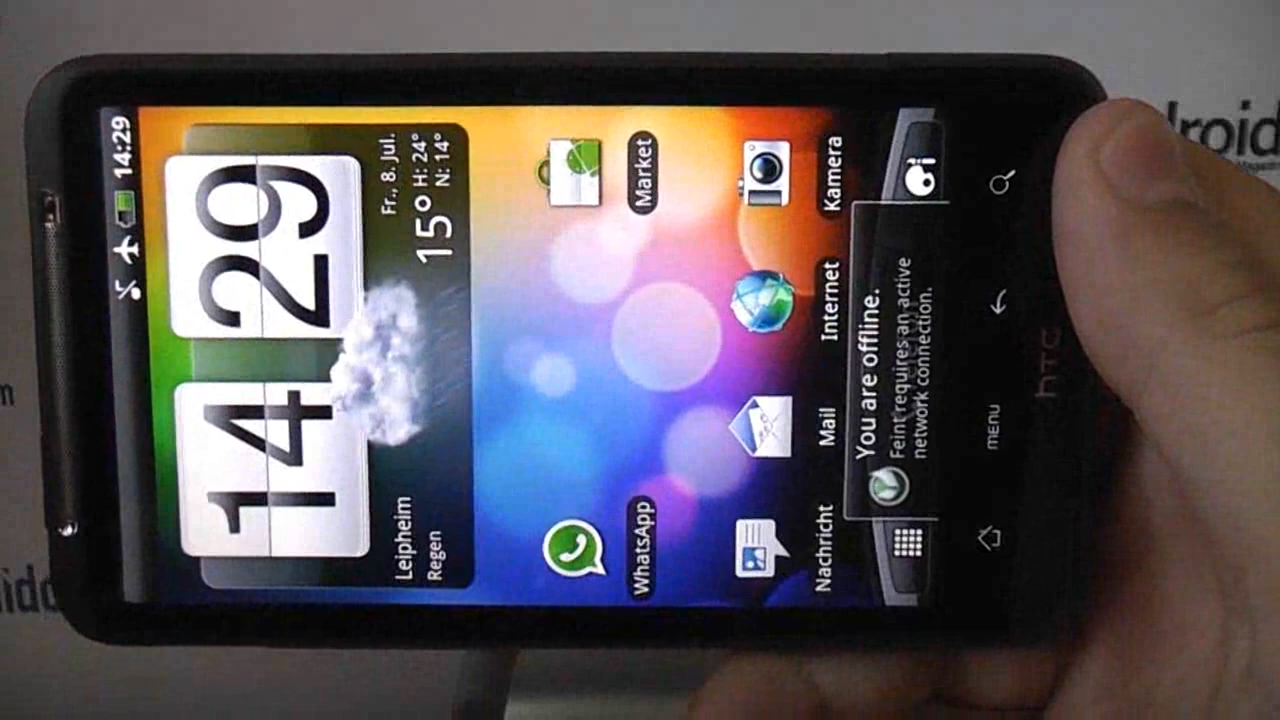 14:29
14 29
Leipheim
Regen
Fr., 8. Jul.
15° H: 24°
N: 14°
WhatsApp
Market
Nachricht
Mail
Internet
Kamera
You are offline.
Feint requires an active
network connection.
MENU
hTC
droid